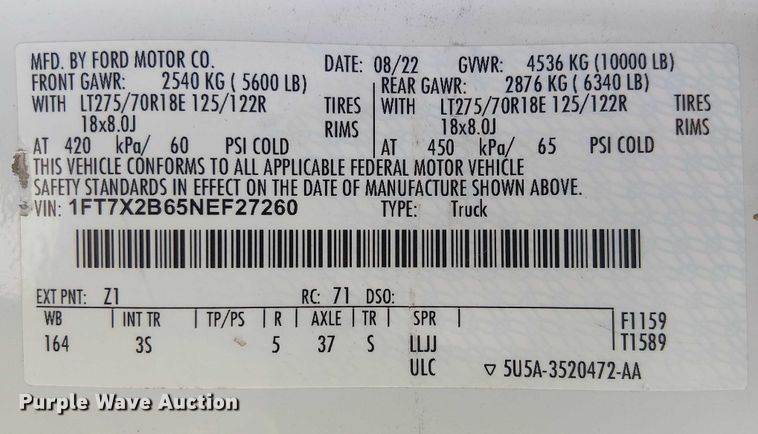 MFD. BY FORD MOTOR CO. DATE: 08/22 GVWR: 4536 KG (10000 LB)
FRONT GAWR: 2540 KG ( 5600 LB) REAR GAWR: 2876 KG ( 6340 LB)
WITH LT275/70R18E 125/122R TIRES WITH LT275/70R18E 125/122R TIRES
18x8.0J RIMS 18x8.0J RIMS
AT 420 kPa/ 60 PSI COLD AT 450 kPa/ 65 PSI COLD
THIS VEHICLE CONFORMS TO ALL APPLICABLE FEDERAL MOTOR VEHICLE
SAFETY STANDARDS IN EFFECT ON THE DATE OF MANUFACTURE SHOWN ABOVE.
VIN: 1FT7X2B65NEF27260 TYPE: Truck
EXT PNT: Z1 RC: 71 DSO:
WB | INT TR | TP/PS | R | AXLE | TR | SPR | F1159
164 3S 5 37 S LLJJ T1589
ULC ▽ 5U5A-3520472-AA
Purple Wave Auction